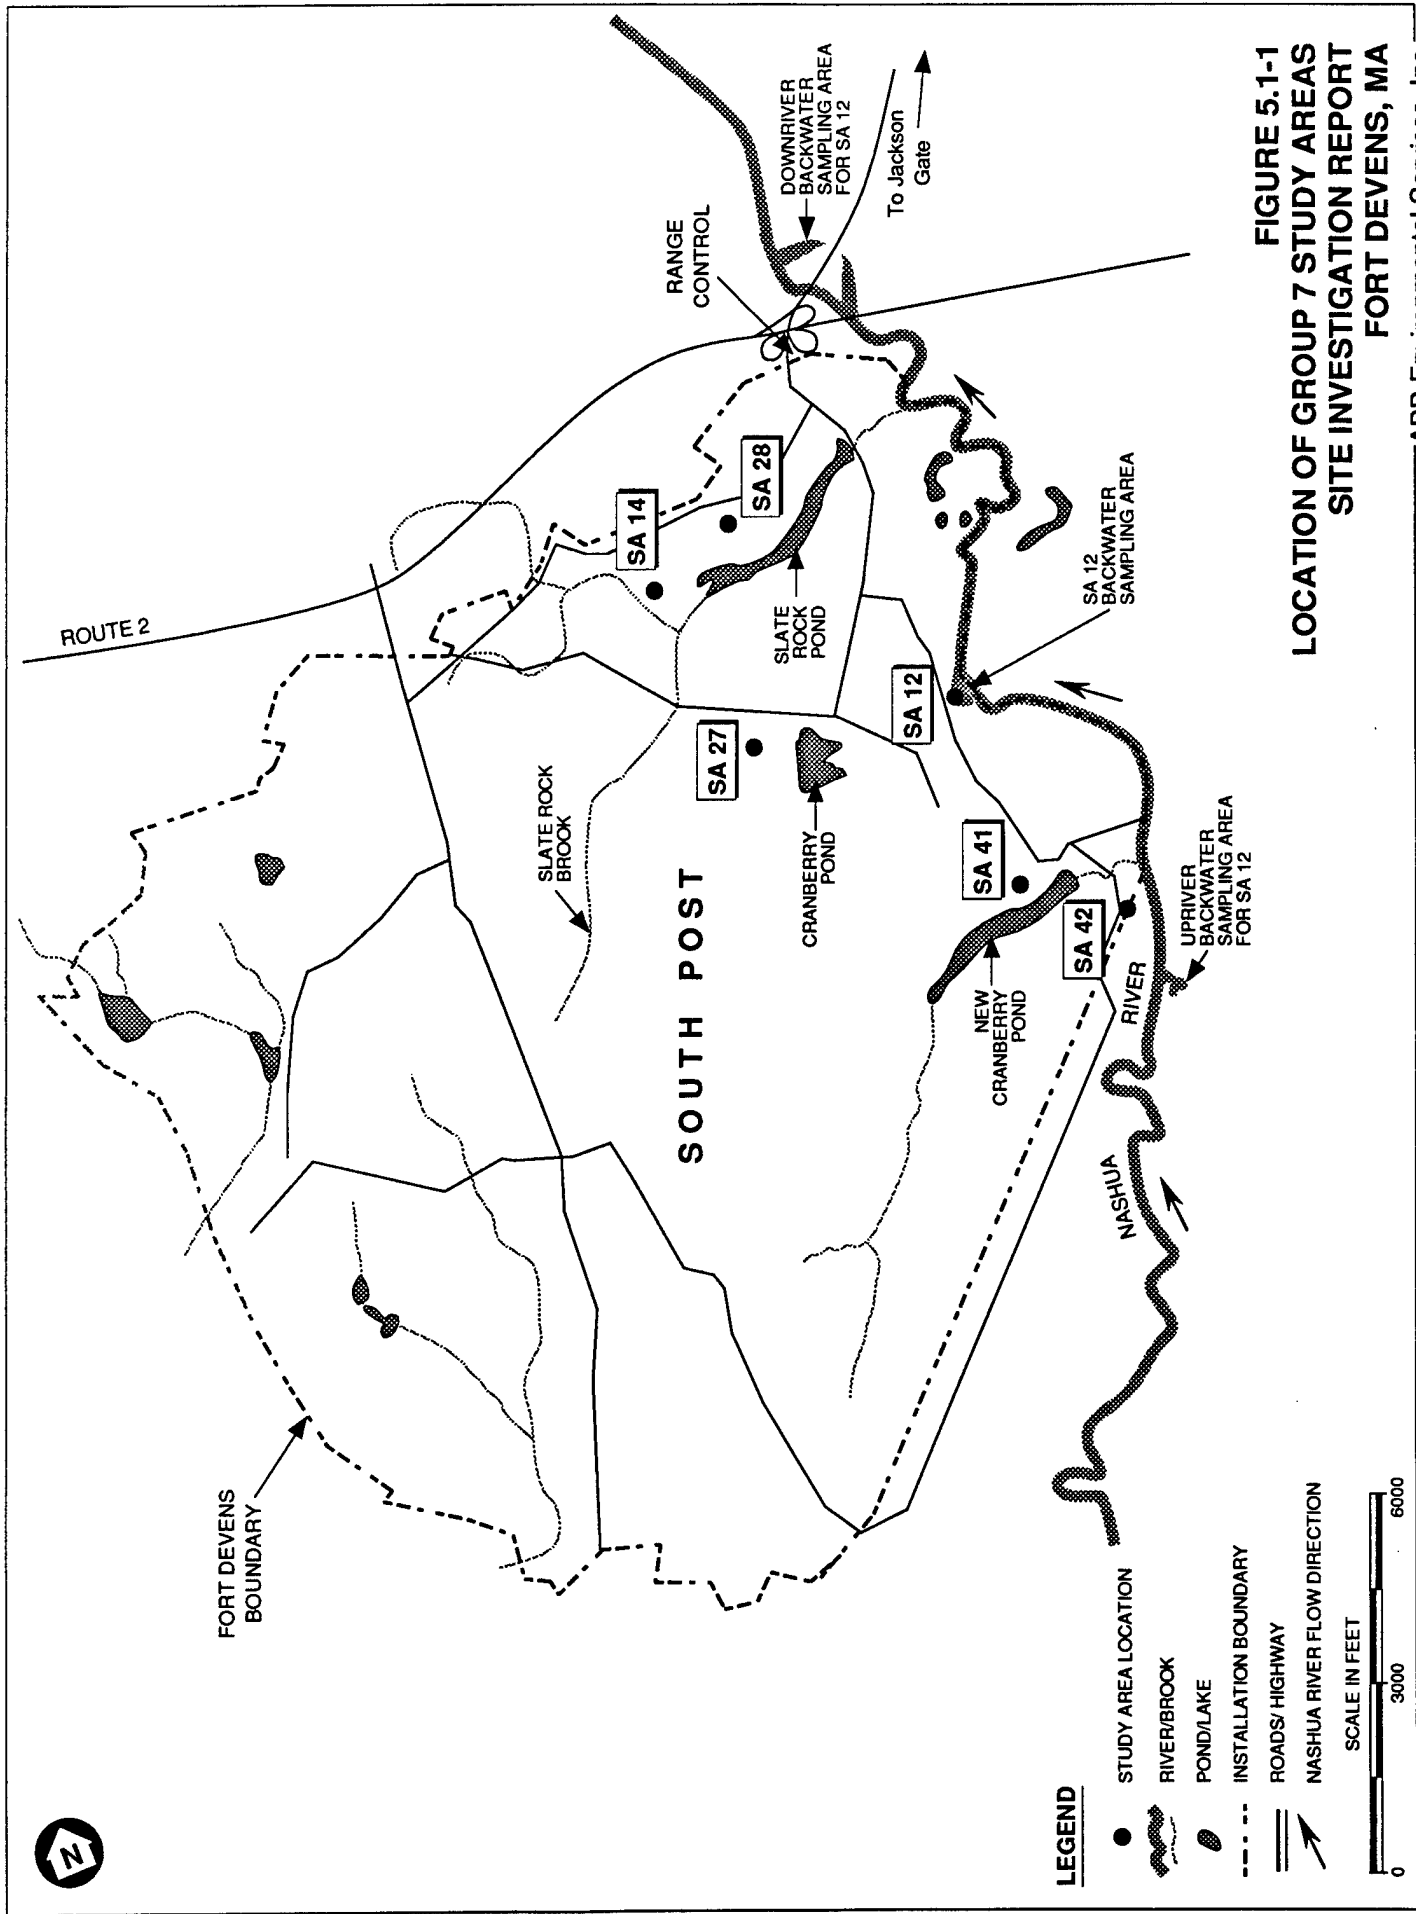 N
ROUTE 2
FORT DEVENS
BOUNDARY
SLATE ROCK
BROOK
SOUTH POST
SA 14
SA 28
SA 27
SA 12
SA 41
SA 42
RANGE
CONTROL
DOWNRIVER
BACKWATER
SAMPLING AREA
FOR SA 12
To Jackson
Gate
SLATE
ROCK
POND
CRANBERRY
POND
NEW
CRANBERRY
POND
SA 12
BACKWATER
SAMPLING AREA
UPRIVER
BACKWATER
SAMPLING AREA
FOR SA 12
NASHUA
RIVER
LEGEND
STUDY AREA LOCATION
RIVER/BROOK
POND/LAKE
INSTALLATION BOUNDARY
ROADS/ HIGHWAY
NASHUA RIVER FLOW DIRECTION
SCALE IN FEET
0 3000 6000
FIGURE 5.1-1
LOCATION OF GROUP 7 STUDY AREAS
SITE INVESTIGATION REPORT
FORT DEVENS, MA
ABB Environmental Services, Inc.